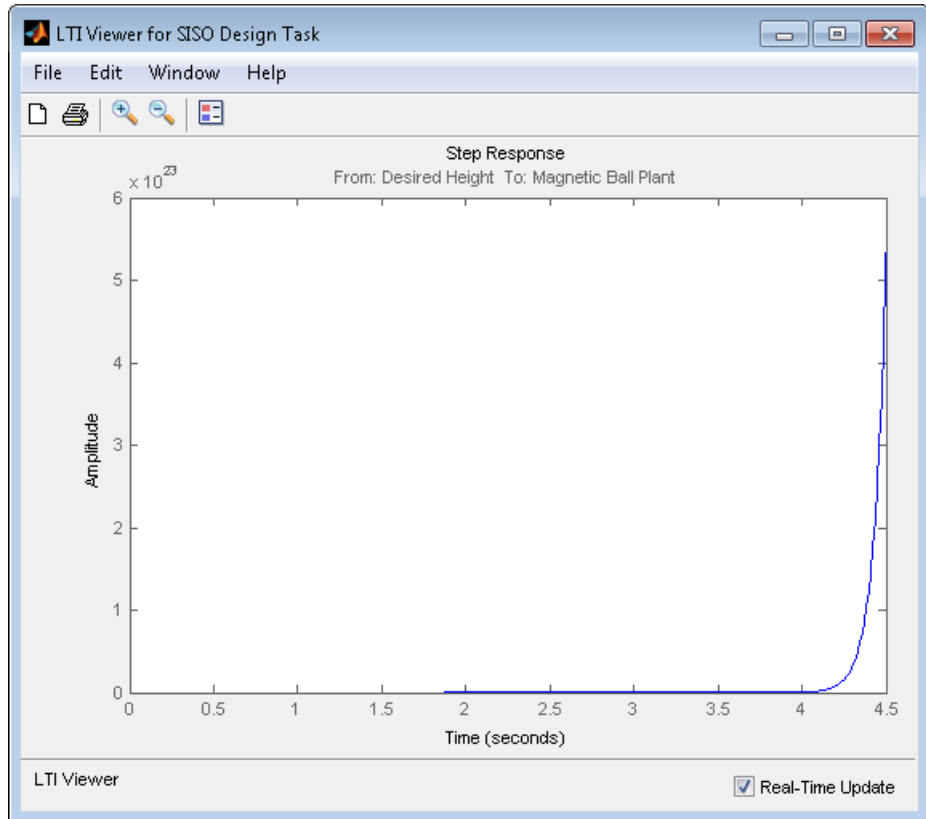 LTI Viewer for SISO Design Task
File Edit Window Help
Step Response
From: Desired Height To: Magnetic Ball Plant
x 10^23
6
5
4
3
2
1
0
Amplitude
0 0.5 1 1.5 2 2.5 3 3.5 4 4.5
Time (seconds)
LTI Viewer
Real-Time Update